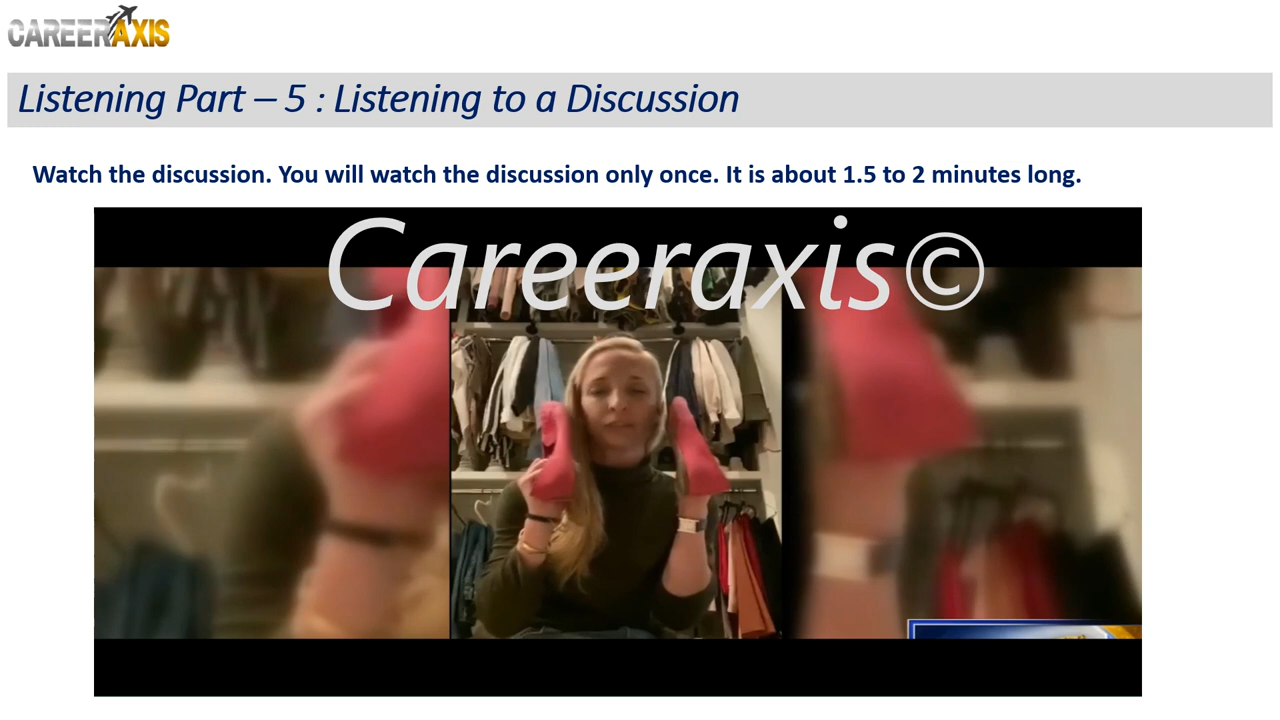 CAREERAXIS
Listening Part – 5 : Listening to a Discussion
Watch the discussion. You will watch the discussion only once. It is about 1.5 to 2 minutes long.
Careeraxis©